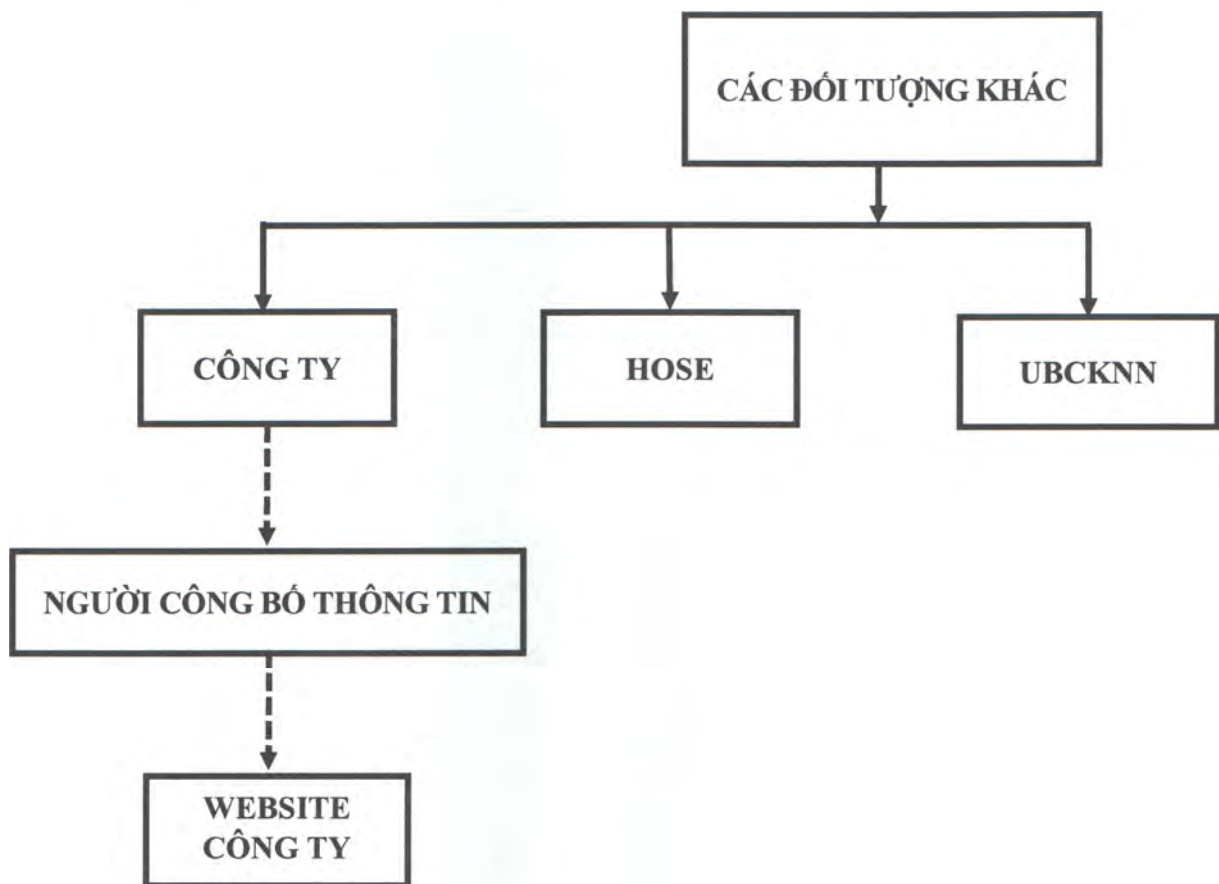 CÁC ĐỐI TƯỢNG KHÁC
CÔNG TY
HOSE
UBCKNN
NGƯỜI CÔNG BỐ THÔNG TIN
WEBSITE
CÔNG TY